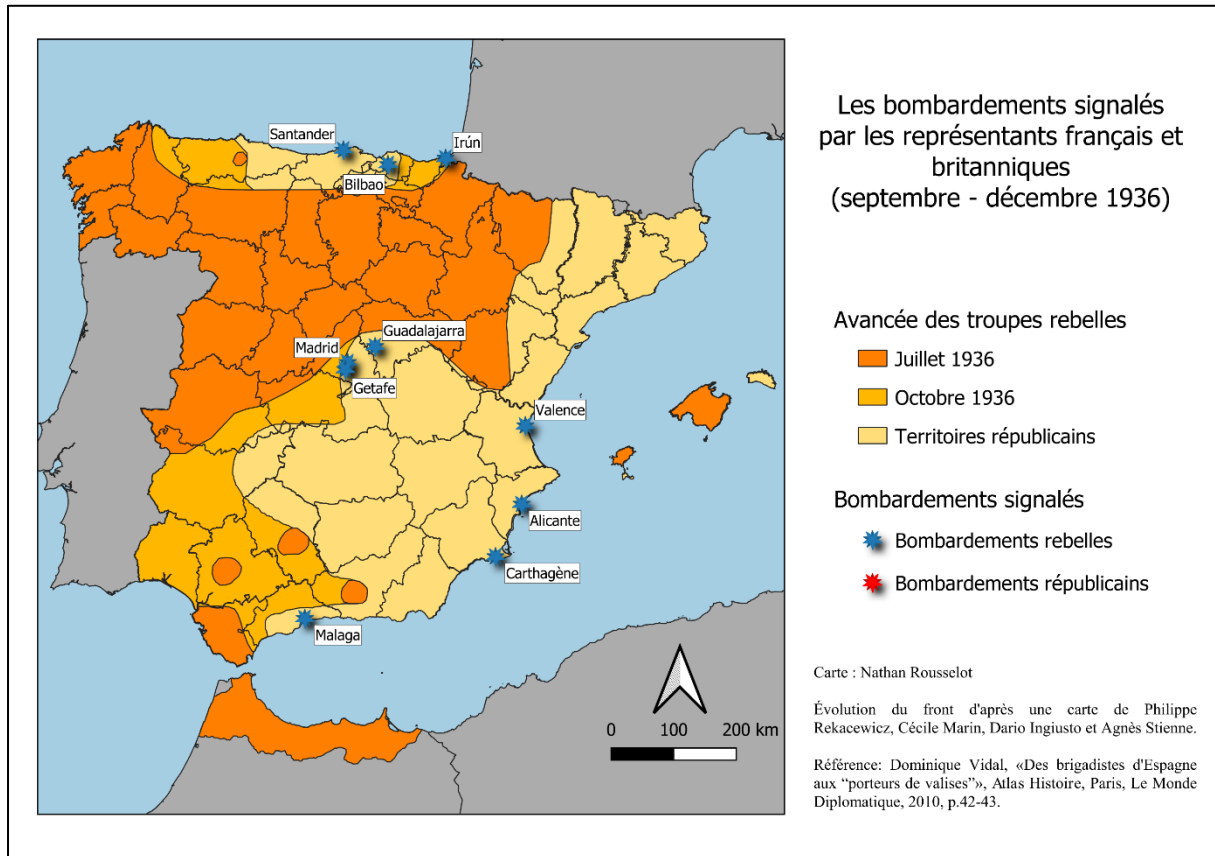 Les bombardements signalés
par les représentants français et
britanniques
(septembre - décembre 1936)
Avancée des troupes rebelles
Juillet 1936
Octobre 1936
Territoires républicains
Bombardements signalés
Bombardements rebelles
Bombardements républicains
Santander
Irún
Bilbao
Guadalajarra
Madrid
Getafe
Valence
Alicante
Carthagène
Malaga
0 100 200 km
Carte : Nathan Rousselot
Évolution du front d'après une carte de Philippe
Rekacewicz, Cécile Marin, Dario Ingiusto et Agnès Stienne.
Référence: Dominique Vidal, «Des brigadistes d'Espagne
aux “porteurs de valises”», Atlas Histoire, Paris, Le Monde
Diplomatique, 2010, p.42-43.